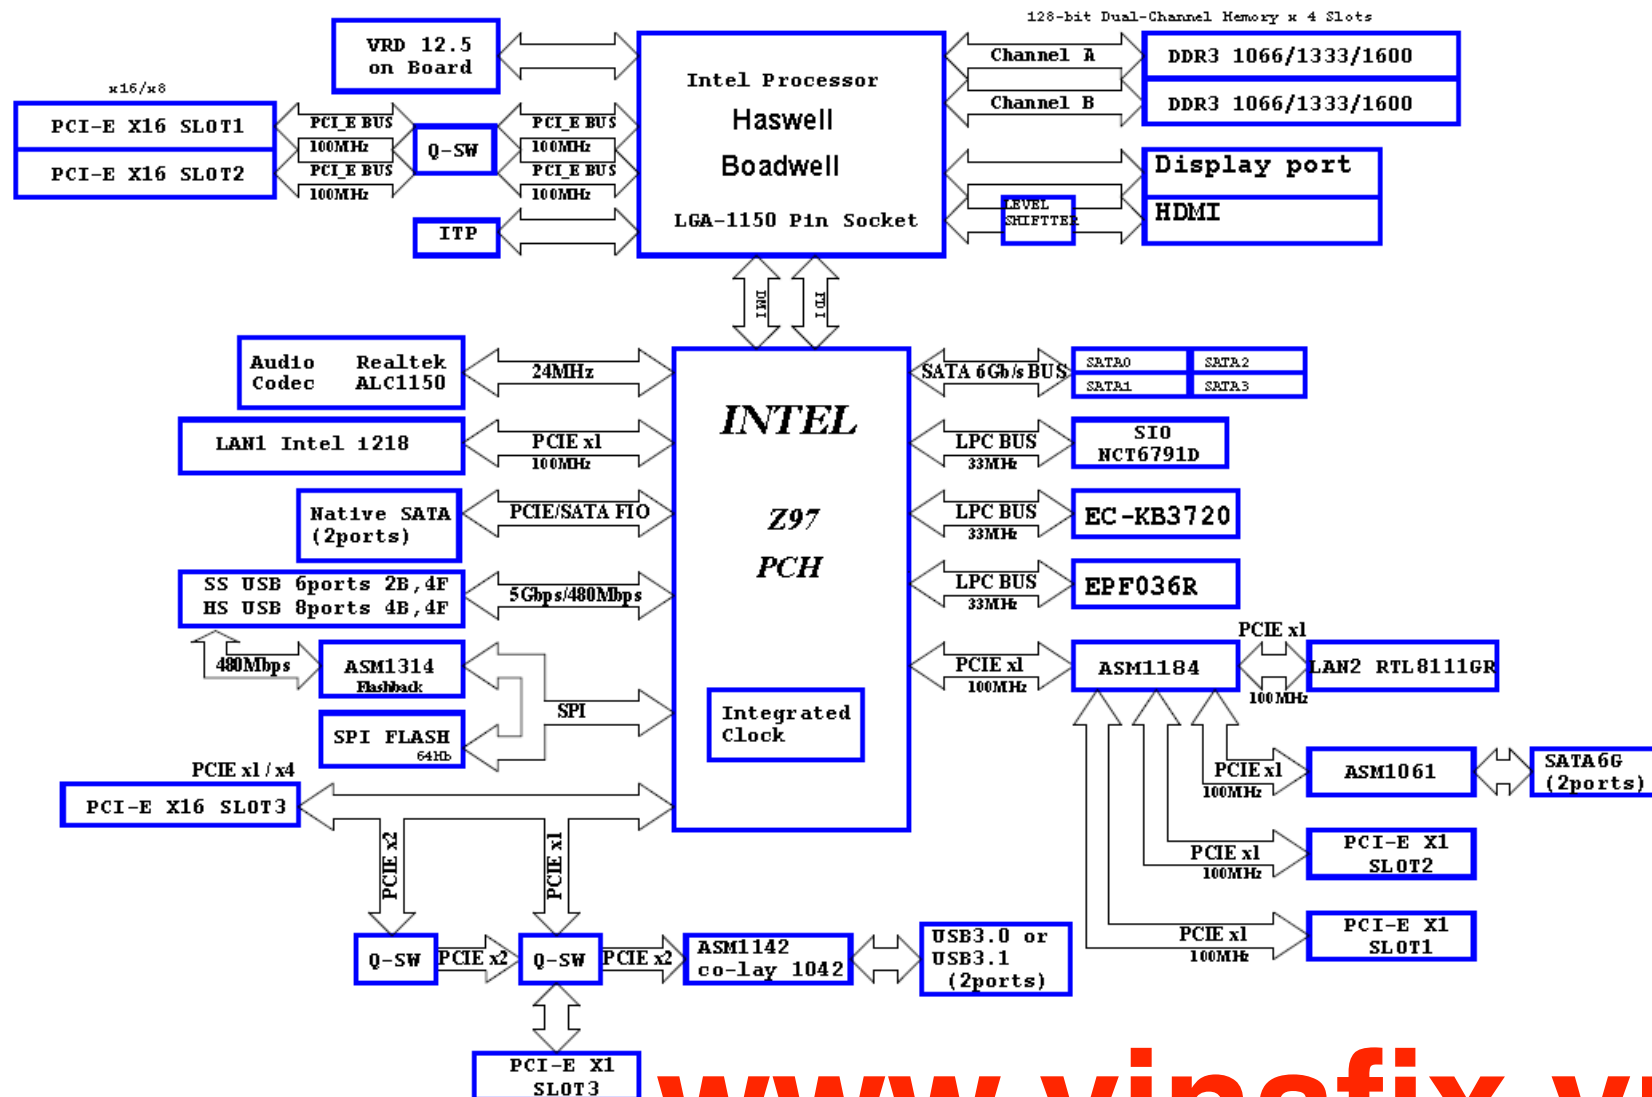 128-bit Dual-Channel Memory x 4 Slots
VRD 12.5
on Board
Intel Processor
Haswell
Boadwell
LGA-1150 Pin Socket
Channel A
DDR3 1066/1333/1600
Channel B
DDR3 1066/1333/1600
x16/x8
PCI-E X16 SLOT1
PCI-E X16 SLOT2
PCI_E BUS
100MHz
PCI_E BUS
100MHz
Q-SW
PCI_E BUS
100MHz
PCI_E BUS
100MHz
ITP
Display port
LEVEL
SHIFTTER
HDMI
DMI
FDI
Audio Realtek
Codec ALC1150
24MHz
INTEL
Z97
PCH
SATA 6Gb/s BUS
SATA0
SATA2
SATA1
SATA3
LAN1 Intel i218
PCIE x1
100MHz
LPC BUS
33MHz
SIO
NCT6791D
Native SATA
(2ports)
PCIE/SATA FIO
LPC BUS
33MHz
EC-KB3720
SS USB 6ports 2B,4F
HS USB 8ports 4B,4F
5Gbps/480Mbps
LPC BUS
33MHz
EPF036R
480Mbps
ASM1314
Flashback
SPI
SPI FLASH
64Mb
Integrated
Clock
PCIE x1
100MHz
ASM1184
PCIE x1
100MHz
LAN2 RTL8111GR
PCIE x1
100MHz
ASM1061
SATA6G
(2ports)
PCIE x1 / x4
PCI-E X16 SLOT3
PCIE x2
PCIE x1
PCIE x1
100MHz
PCI-E X1
SLOT2
PCIE x1
100MHz
PCI-E X1
SLOT1
Q-SW
PCIE x2
Q-SW
PCIE x2
ASM1142
co-lay 1042
USB3.0 or
USB3.1
(2ports)
PCI-E X1
SLOT3
www.vinafix.v